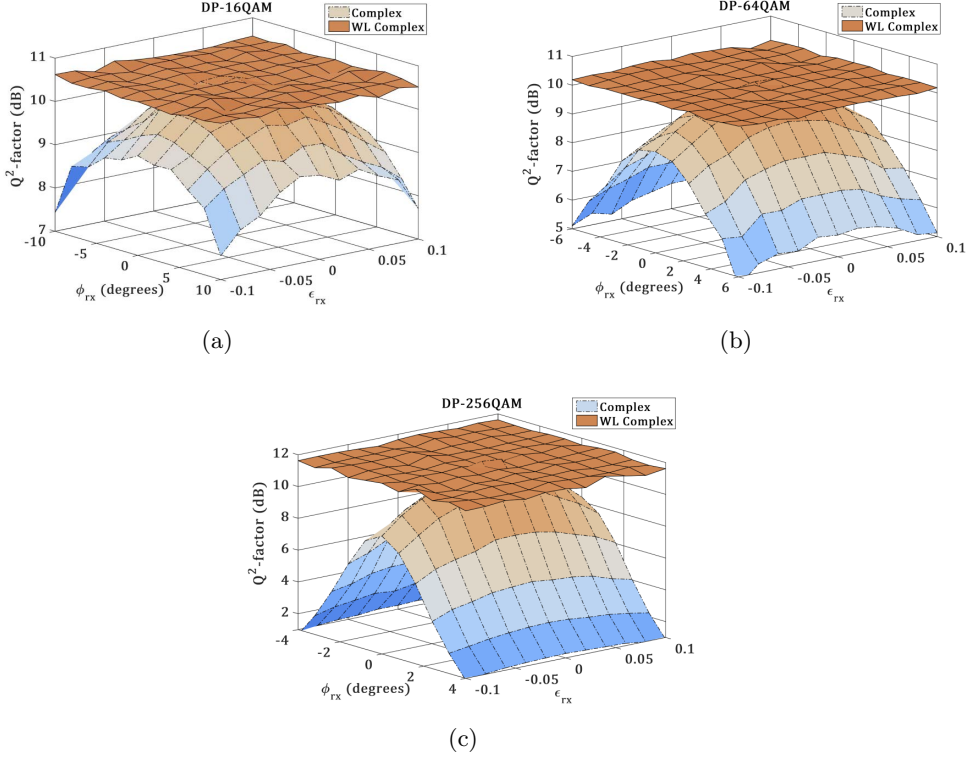 DP-16QAM
Complex
WL Complex
11
10
9
8
7
Q²-factor (dB)
-10
-5
0
5
10
ϕrx (degrees)
-0.1
-0.05
0
0.05
0.1
ϵrx
(a)
DP-64QAM
Complex
WL Complex
11
10
9
8
7
6
5
Q²-factor (dB)
-6
-4
-2
0
2
4
6
ϕrx (degrees)
-0.1
-0.05
0
0.05
0.1
ϵrx
(b)
DP-256QAM
Complex
WL Complex
12
10
8
6
4
2
Q²-factor (dB)
-4
-2
0
2
4
ϕrx (degrees)
-0.1
-0.05
0
0.05
0.1
ϵrx
(c)